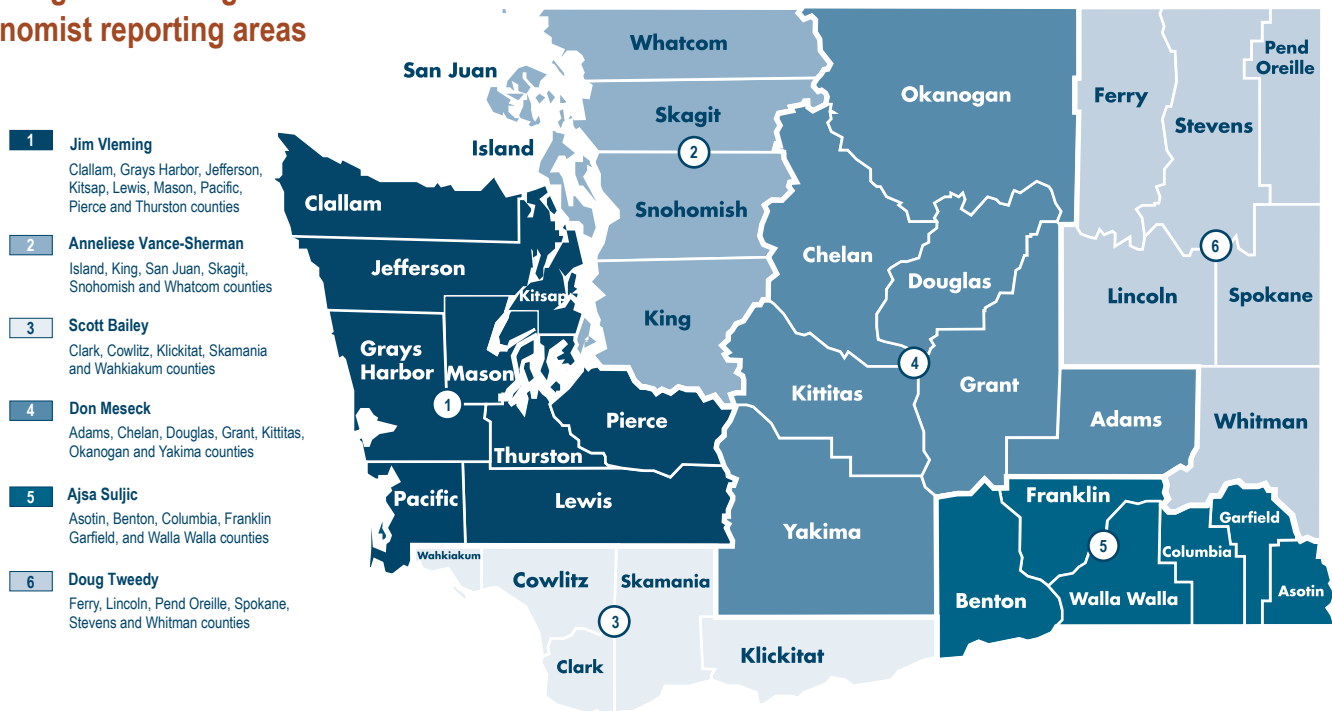 nomist reporting areas
1
Jim Vleming
Clallam, Grays Harbor, Jefferson,
Kitsap, Lewis, Mason, Pacific,
Pierce and Thurston counties
2
Anneliese Vance-Sherman
Island, King, San Juan, Skagit,
Snohomish and Whatcom counties
3
Scott Bailey
Clark, Cowlitz, Klickitat, Skamania
and Wahkiakum counties
4
Don Meseck
Adams, Chelan, Douglas, Grant, Kittitas,
Okanogan and Yakima counties
5
Ajsa Suljic
Asotin, Benton, Columbia, Franklin
Garfield, and Walla Walla counties
6
Doug Tweedy
Ferry, Lincoln, Pend Oreille, Spokane,
Stevens and Whitman counties
Whatcom
San Juan
Skagit
Island
2
Snohomish
King
Clallam
Jefferson
Kitsap
Grays
Harbor
Mason
1
Pierce
Thurston
Pacific
Lewis
Wahkiakum
Cowlitz
Skamania
3
Clark
Klickitat
Okanogan
Chelan
Douglas
4
Kittitas
Grant
Adams
Yakima
Ferry
Stevens
Pend
Oreille
6
Lincoln
Spokane
Whitman
Franklin
5
Benton
Walla Walla
Columbia
Garfield
Asotin